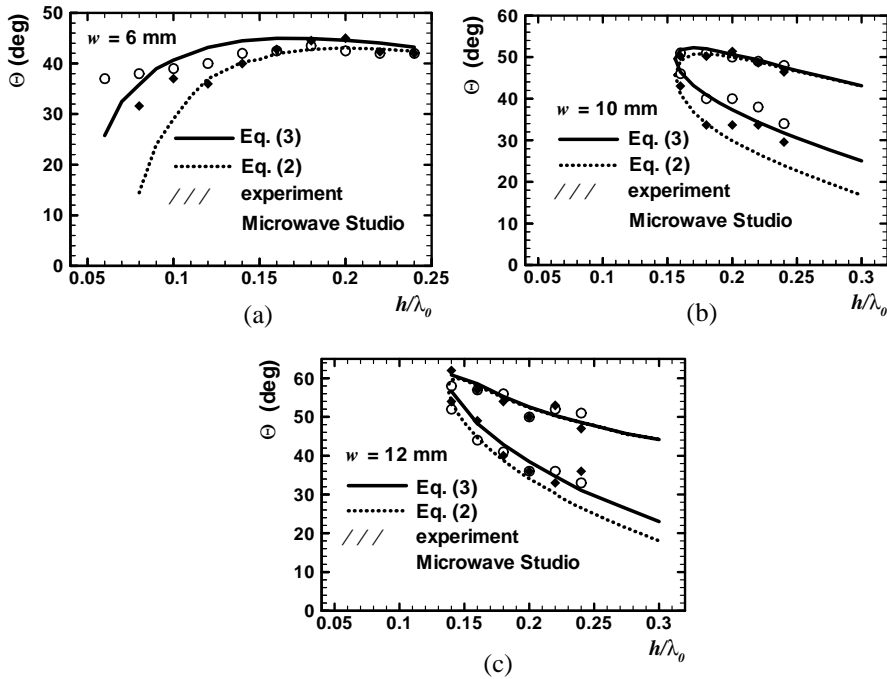 Θ (deg)
50
40
30
20
10
0
w = 6 mm
Eq. (3)
Eq. (2)
/ / / experiment
Microwave Studio
0.05 0.1 0.15 0.2 0.25
h/λ0
(a)
Θ (deg)
60
50
40
30
20
10
0
w = 10 mm
Eq. (3)
Eq. (2)
/ / / experiment
Microwave Studio
0.05 0.1 0.15 0.2 0.25 0.3
h/λ0
(b)
Θ (deg)
60
50
40
30
20
10
0
w = 12 mm
Eq. (3)
Eq. (2)
/ / / experiment
Microwave Studio
0.05 0.1 0.15 0.2 0.25 0.3
h/λ0
(c)